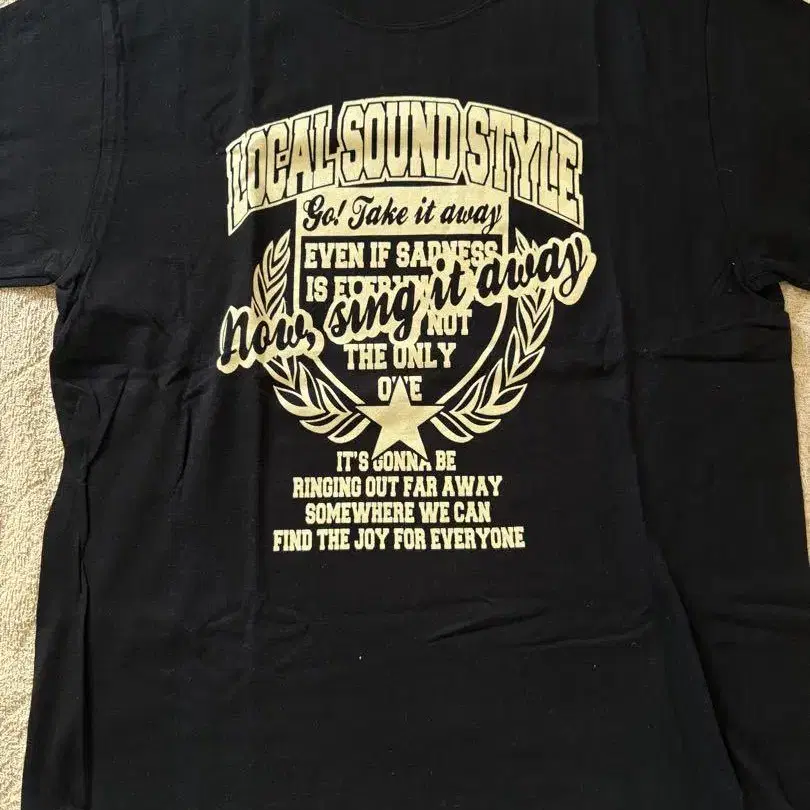 LOCAL SOUND STYLE
Go! Take it away
EVEN IF SADNESS
IS
Now, sing it away
NOT
THE ONLY
IT'S GONNA BE
RINGING OUT FAR AWAY
SOMEWHERE WE CAN
FIND THE JOY FOR EVERYONE